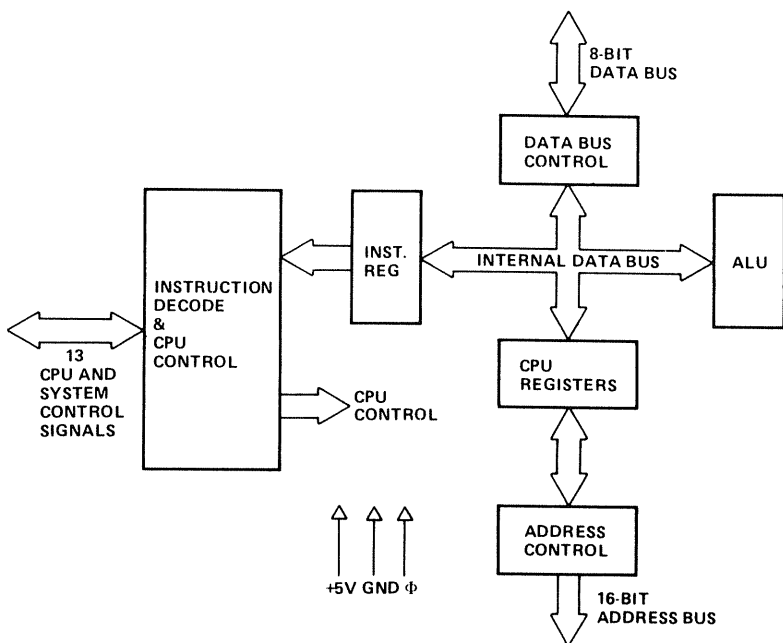 8-BIT
DATA BUS
DATA BUS
CONTROL
INST.
REG
INTERNAL DATA BUS
ALU
INSTRUCTION
DECODE
&
CPU
CONTROL
13
CPU AND
SYSTEM
CONTROL
SIGNALS
CPU
REGISTERS
CPU
CONTROL
ADDRESS
CONTROL
+5V GND Φ
16-BIT
ADDRESS BUS